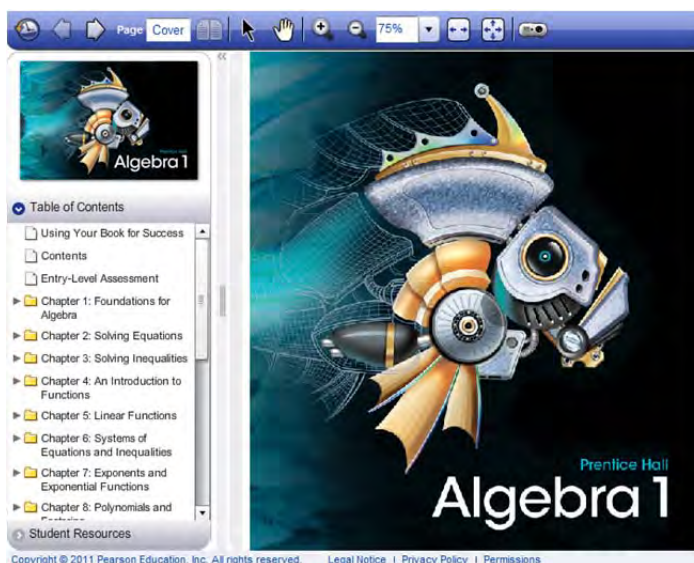 Page Cover 75%
Prentice Hall
Algebra 1
Table of Contents
Using Your Book for Success
Contents
Entry-Level Assessment
Chapter 1: Foundations for
Algebra
Chapter 2: Solving Equations
Chapter 3: Solving Inequalities
Chapter 4: An Introduction to
Functions
Chapter 5: Linear Functions
Chapter 6: Systems of
Equations and Inequalities
Chapter 7: Exponents and
Exponential Functions
Chapter 8: Polynomials and
Student Resources
Prentice Hall
Algebra 1
Copyright © 2011 Pearson Education, Inc. All rights reserved. Legal Notice | Privacy Policy | Permissions